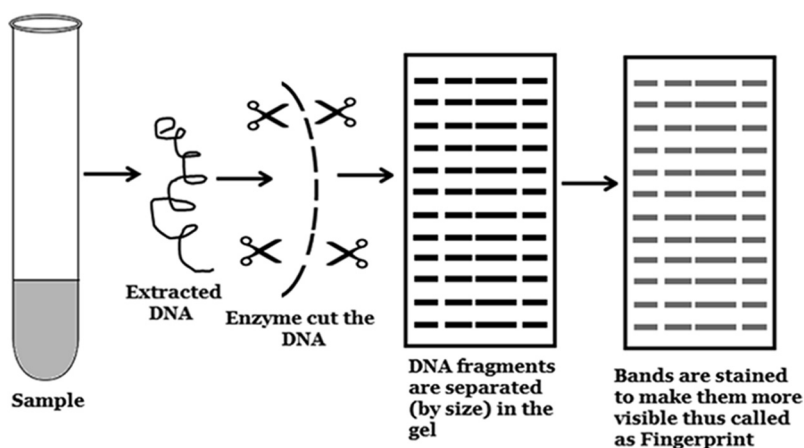 Sample
Extracted
DNA
Enzyme cut the
DNA
DNA fragments
are separated
(by size) in the
gel
Bands are stained
to make them more
visible thus called
as Fingerprint